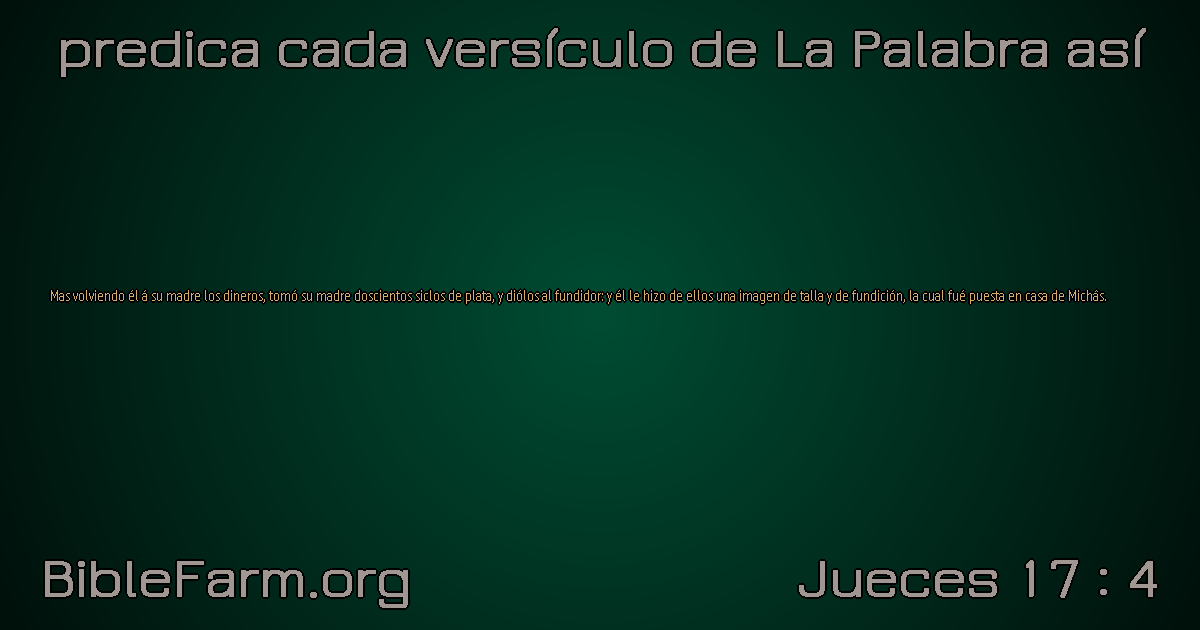 predica cada versículo de La Palabra así
Mas volviendo él á su madre los dineros, tomó su madre doscientos siclos de plata, y diólos al fundidor: y él le hizo de ellos una imagen de talla y de fundición, la cual fué puesta en casa de Michâs.
BibleFarm.org
Jueces 17 : 4